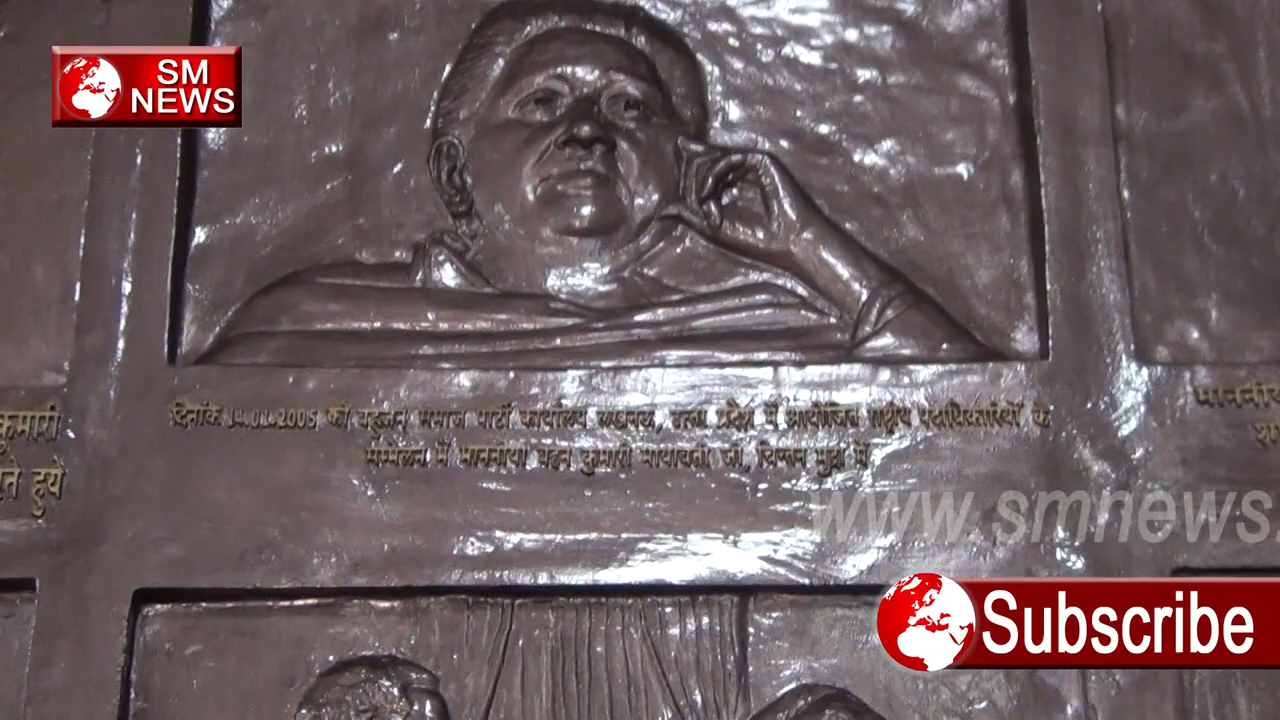 SM
NEWS
दिनांक 14-01-2005 को बहुजन समाज पार्टी कार्यालय लखनऊ, उत्तर प्रदेश में आयोजित राष्ट्रीय पदाधिकारियों के
सम्मेलन में माननीया बहन कुमारी मायावती जी, चिन्तन मुद्रा में
कुमारी
हुये
www.smnews.
Subscribe